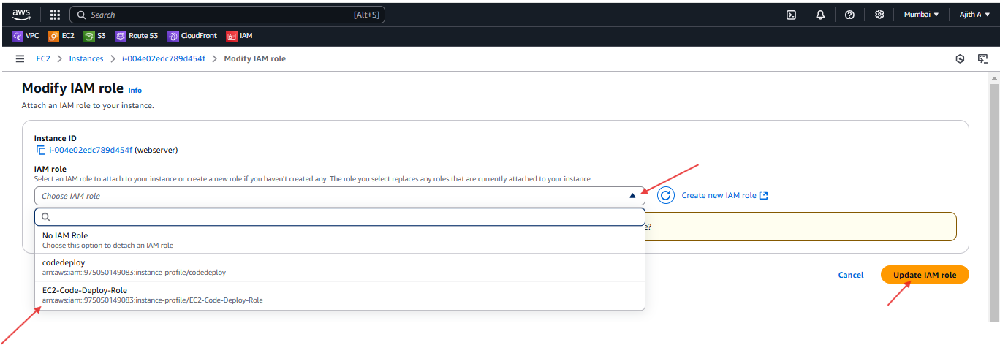 aws
Search [Alt+S] Mumbai Ajith A
VPC EC2 S3 Route 53 CloudFront IAM
EC2 > Instances > i-004e02edc789d454f > Modify IAM role
Modify IAM role Info
Attach an IAM role to your instance.
Instance ID
i-004e02edc789d454f (webserver)
IAM role
Select an IAM role to attach to your instance or create a new role if you haven't created any. The role you select replaces any roles that are currently attached to your instance.
Choose IAM role Create new IAM role
?
No IAM Role
Choose this option to detach an IAM role
codedeploy
arn:aws:iam::975050149083:instance-profile/codedeploy
Cancel Update IAM role
EC2-Code-Deploy-Role
arn:aws:iam::975050149083:instance-profile/EC2-Code-Deploy-Role